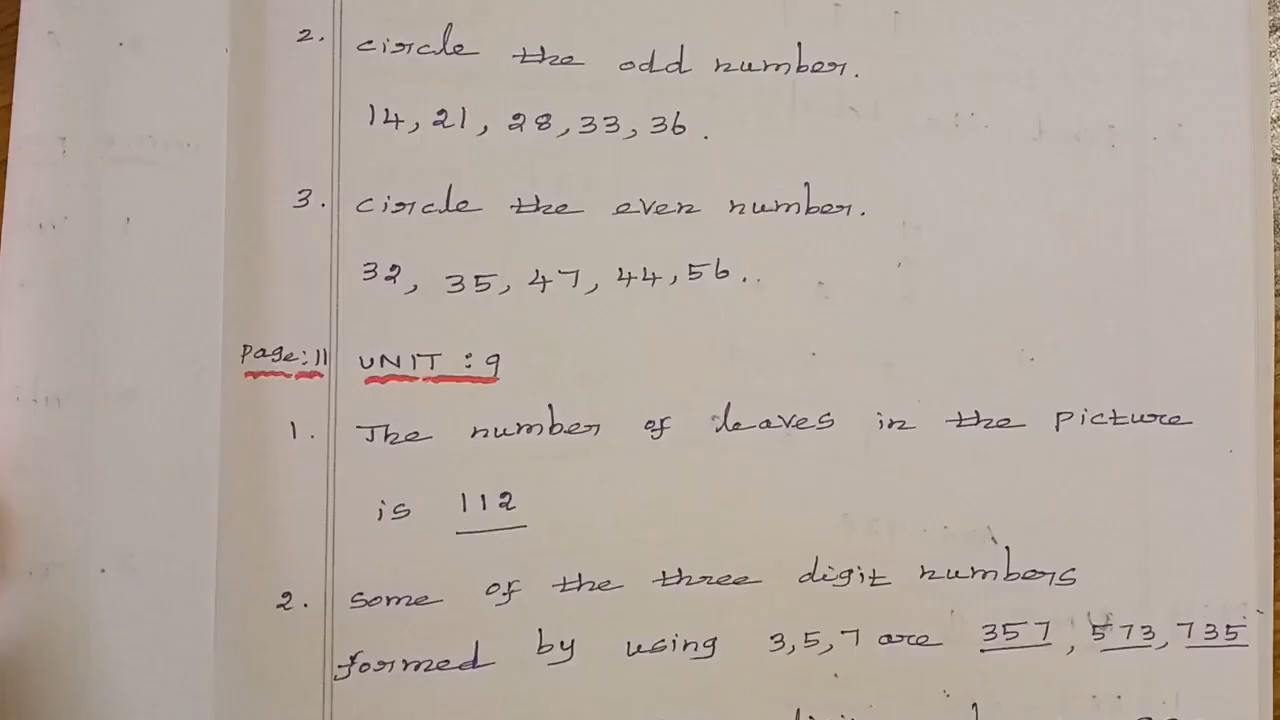 2. circle the odd number.
14, 21, 28, 33, 36.
3. circle the even number.
32, 35, 47, 44, 56..
Page: 11 UNIT : 9
1. The number of leaves in the picture
is 112
2. some of the three digit numbers
formed by using 3, 5, 7 are 357, 573, 735